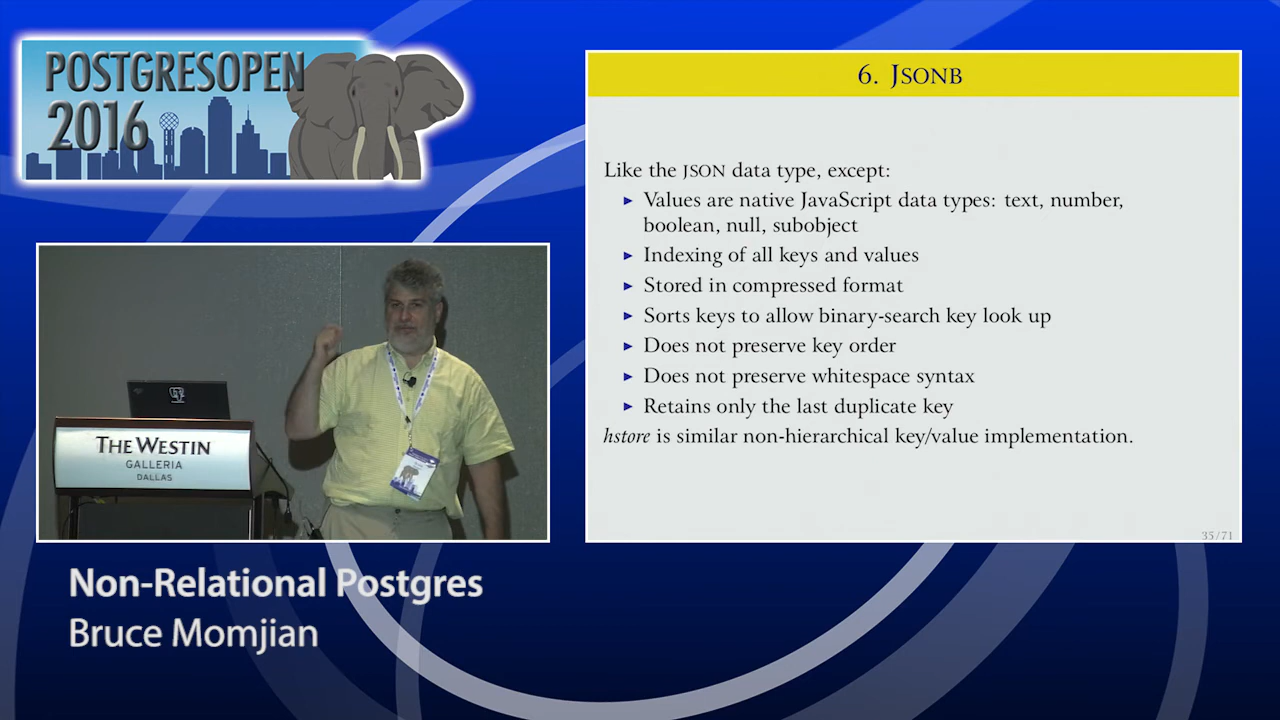 POSTGRESOPEN
2016
6. JSONB
Like the JSON data type, except:
▶ Values are native JavaScript data types: text, number,
boolean, null, subobject
▶ Indexing of all keys and values
▶ Stored in compressed format
▶ Sorts keys to allow binary-search key look up
▶ Does not preserve key order
▶ Does not preserve whitespace syntax
▶ Retains only the last duplicate key
hstore is similar non-hierarchical key/value implementation.
35/71
THE WESTIN
GALLERIA
DALLAS
Non-Relational Postgres
Bruce Momjian